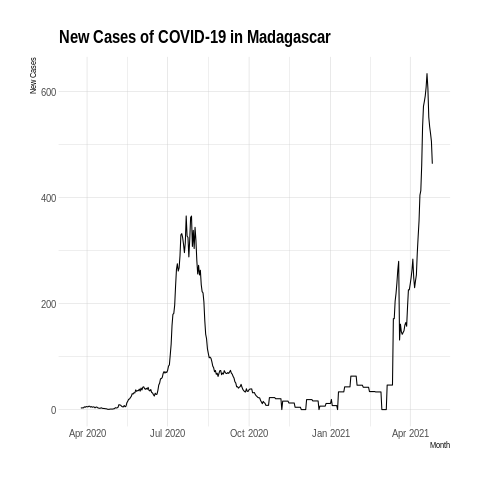 New Cases of COVID-19 in Madagascar
New Cases
600
400
200
0
Apr 2020 Jul 2020 Oct 2020 Jan 2021 Apr 2021
Month